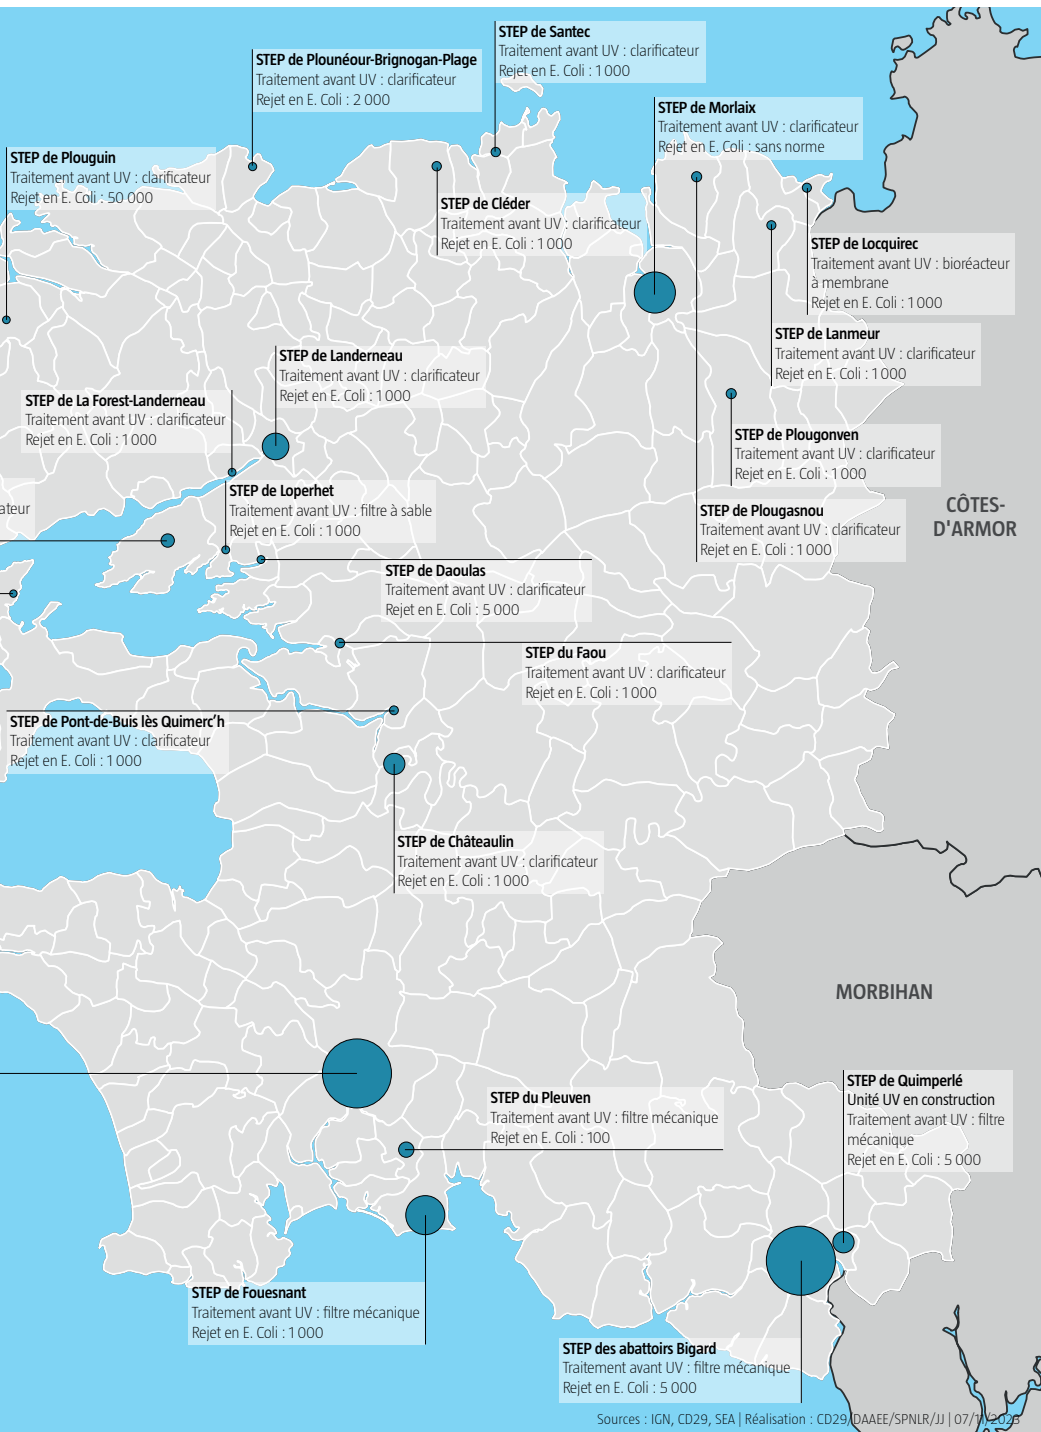 STEP de Santec
Traitement avant UV : clarificateur
Rejet en E. Coli : 1 000
STEP de Plounéour-Brignogan-Plage
Traitement avant UV : clarificateur
Rejet en E. Coli : 2 000
STEP de Morlaix
Traitement avant UV : clarificateur
Rejet en E. Coli : sans norme
STEP de Plouguin
Traitement avant UV : clarificateur
Rejet en E. Coli : 50 000
STEP de Cléder
Traitement avant UV : clarificateur
Rejet en E. Coli : 1 000
STEP de Locquirec
Traitement avant UV : bioréacteur
à membrane
Rejet en E. Coli : 1 000
STEP de Lanmeur
Traitement avant UV : clarificateur
Rejet en E. Coli : 1 000
STEP de Landerneau
Traitement avant UV : clarificateur
Rejet en E. Coli : 1 000
STEP de La Forest-Landerneau
Traitement avant UV : clarificateur
Rejet en E. Coli : 1 000
STEP de Plougonven
Traitement avant UV : clarificateur
Rejet en E. Coli : 1 000
STEP de Loperhet
Traitement avant UV : filtre à sable
Rejet en E. Coli : 1 000
ateur
STEP de Plougasnou
Traitement avant UV : clarificateur
Rejet en E. Coli : 1 000
CÔTES-
D'ARMOR
STEP de Daoulas
Traitement avant UV : clarificateur
Rejet en E. Coli : 5 000
STEP du Faou
Traitement avant UV : clarificateur
Rejet en E. Coli : 1 000
STEP de Pont-de-Buis lès Quimerc’h
Traitement avant UV : clarificateur
Rejet en E. Coli : 1 000
STEP de Châteaulin
Traitement avant UV : clarificateur
Rejet en E. Coli : 1 000
MORBIHAN
STEP de Quimperlé
Unité UV en construction
Traitement avant UV : filtre
mécanique
Rejet en E. Coli : 5 000
STEP du Pleuven
Traitement avant UV : filtre mécanique
Rejet en E. Coli : 100
STEP de Fouesnant
Traitement avant UV : filtre mécanique
Rejet en E. Coli : 1 000
STEP des abattoirs Bigard
Traitement avant UV : filtre mécanique
Rejet en E. Coli : 5 000
Sources : IGN, CD29, SEA | Réalisation : CD29/DAAEE/SPNLR/JJ | 07/11/2023